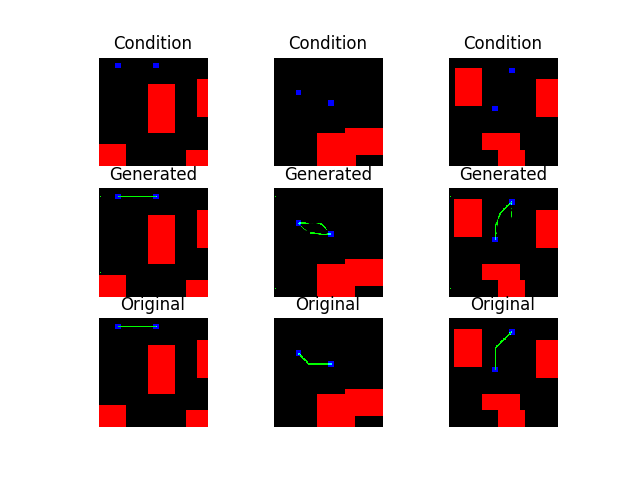 Condition Condition Condition
Generated Generated Generated
Original Original Original